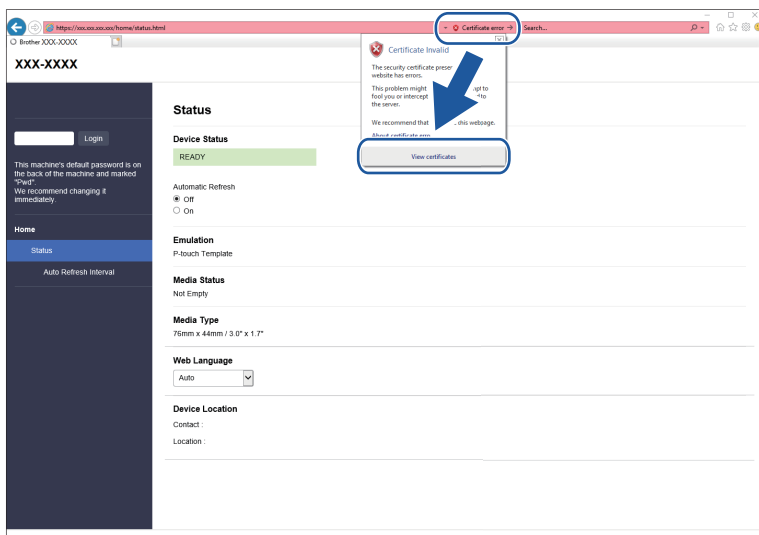 https://xxx.xxx.xxx.xxx/home/status.html
Certificate error
Search...
Brother XXX-XXXX
XXX-XXXX
Certificate Invalid
The security certificate prese
website has errors.
This problem might pt to
fool you or intercept d to
the server.
We recommend that this webpage.
About certificate erro
View certificates
Login
This machine's default password is on
the back of the machine and marked
"Pwd".
We recommend changing it
immediately.
Home
Status
Auto Refresh Interval
Status
Device Status
READY
Automatic Refresh
Off
On
Emulation
P-touch Template
Media Status
Not Empty
Media Type
76mm x 44mm / 3.0" x 1.7"
Web Language
Auto
Device Location
Contact :
Location :